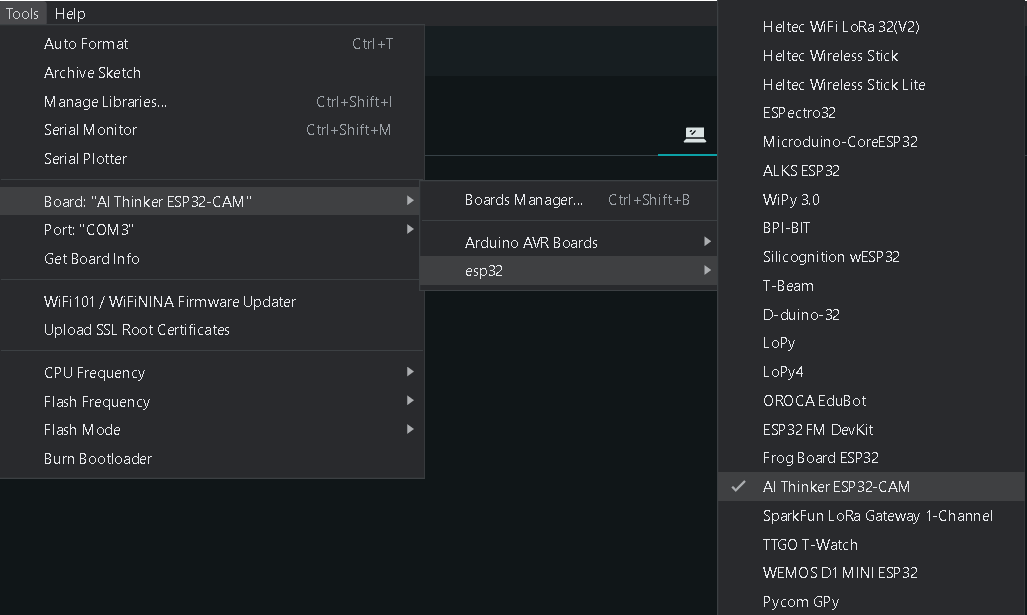 Tools Help
Auto Format Ctrl+T
Archive Sketch
Manage Libraries... Ctrl+Shift+I
Serial Monitor Ctrl+Shift+M
Serial Plotter
Board: "AI Thinker ESP32-CAM"
Port: "COM3"
Get Board Info
WiFi101 / WiFiNINA Firmware Updater
Upload SSL Root Certificates
CPU Frequency
Flash Frequency
Flash Mode
Burn Bootloader
Boards Manager... Ctrl+Shift+B
Arduino AVR Boards
esp32
Heltec WiFi LoRa 32(V2)
Heltec Wireless Stick
Heltec Wireless Stick Lite
ESPectro32
Microduino-CoreESP32
ALKS ESP32
WiPy 3.0
BPI-BIT
Silicognition wESP32
T-Beam
D-duino-32
LoPy
LoPy4
OROCA EduBot
ESP32 FM DevKit
Frog Board ESP32
AI Thinker ESP32-CAM
SparkFun LoRa Gateway 1-Channel
TTGO T-Watch
WEMOS D1 MINI ESP32
Pycom GPy